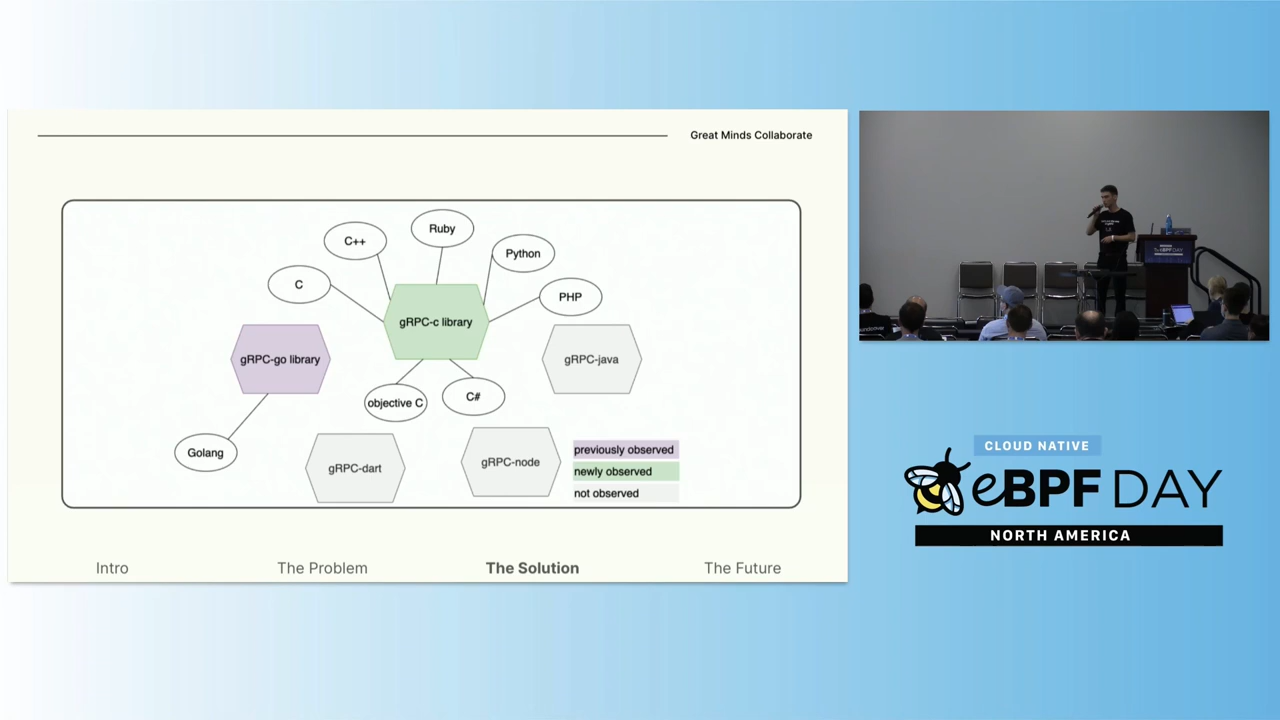 Great Minds Collaborate
Ruby
C++
Python
C
PHP
gRPC-c library
gRPC-go library
gRPC-java
objective C
C#
Golang
gRPC-dart
gRPC-node
previously observed
newly observed
not observed
Intro
The Problem
The Solution
The Future
CLOUD NATIVE
eBPF DAY
NORTH AMERICA
eBPF DAY